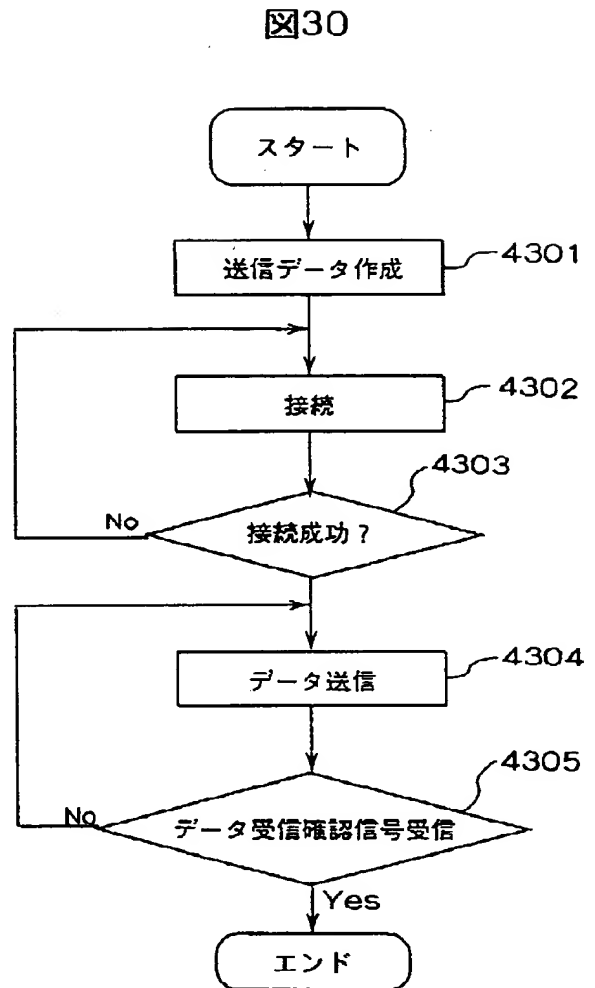 図30
スタート
送信データ作成
4301
接続
4302
4303
接続成功？
No
データ送信
4304
4305
データ受信確認信号受信
No
Yes
エンド